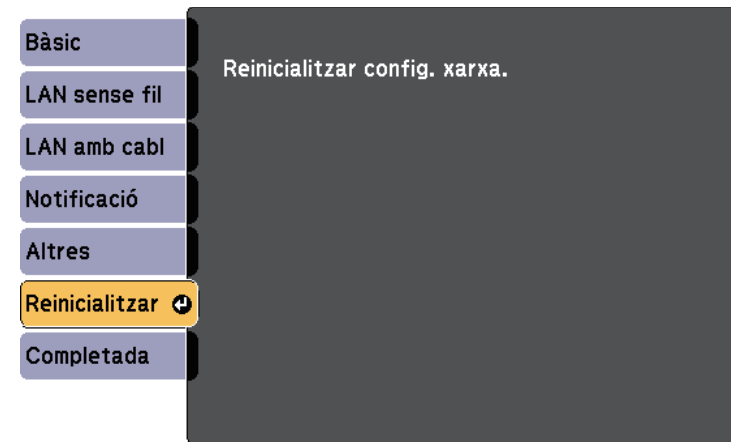 Bàsic
LAN sense fil
LAN amb cabl
Notificació
Altres
Reinicialitzar
Completada
Reinicialitzar config. xarxa.